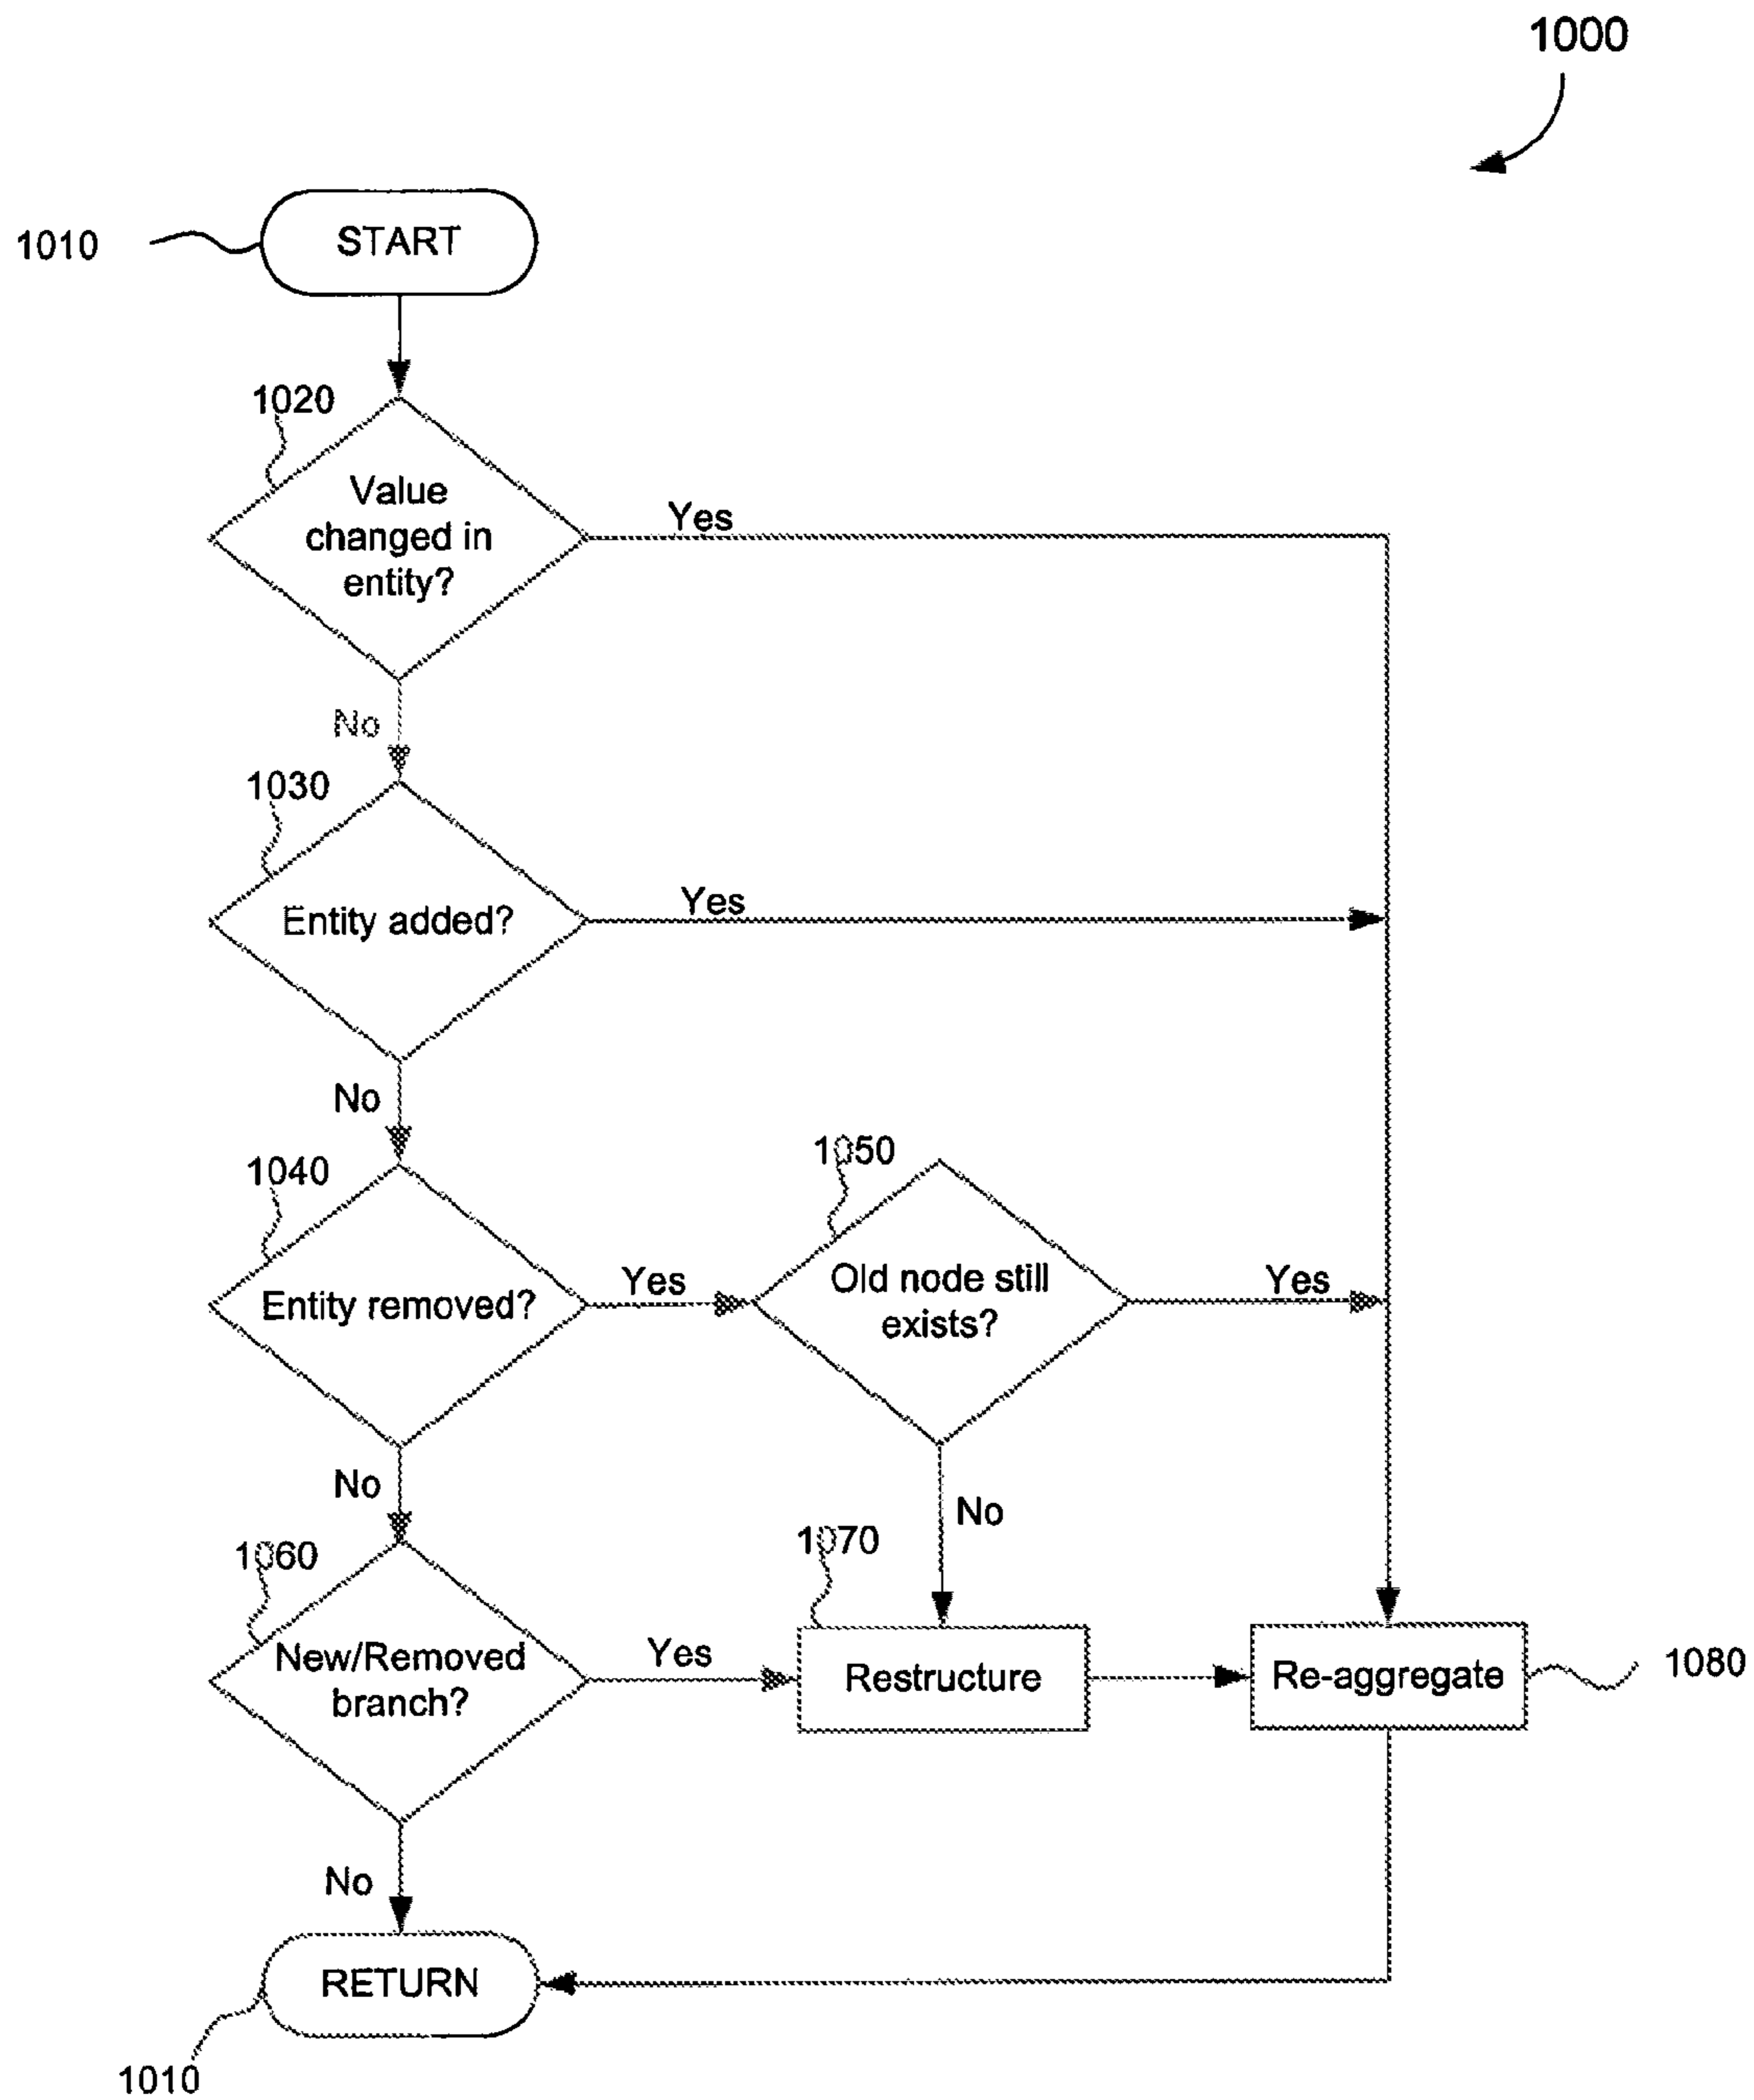 1000
1010
START
1020
Value
changed in
entity?
Yes
No
1030
Entity added?
Yes
No
1040
Entity removed?
Yes
1050
Old node still
exists?
Yes
No
No
1060
New/Removed
branch?
Yes
1070
Restructure
Re-aggregate
1080
No
RETURN
1010